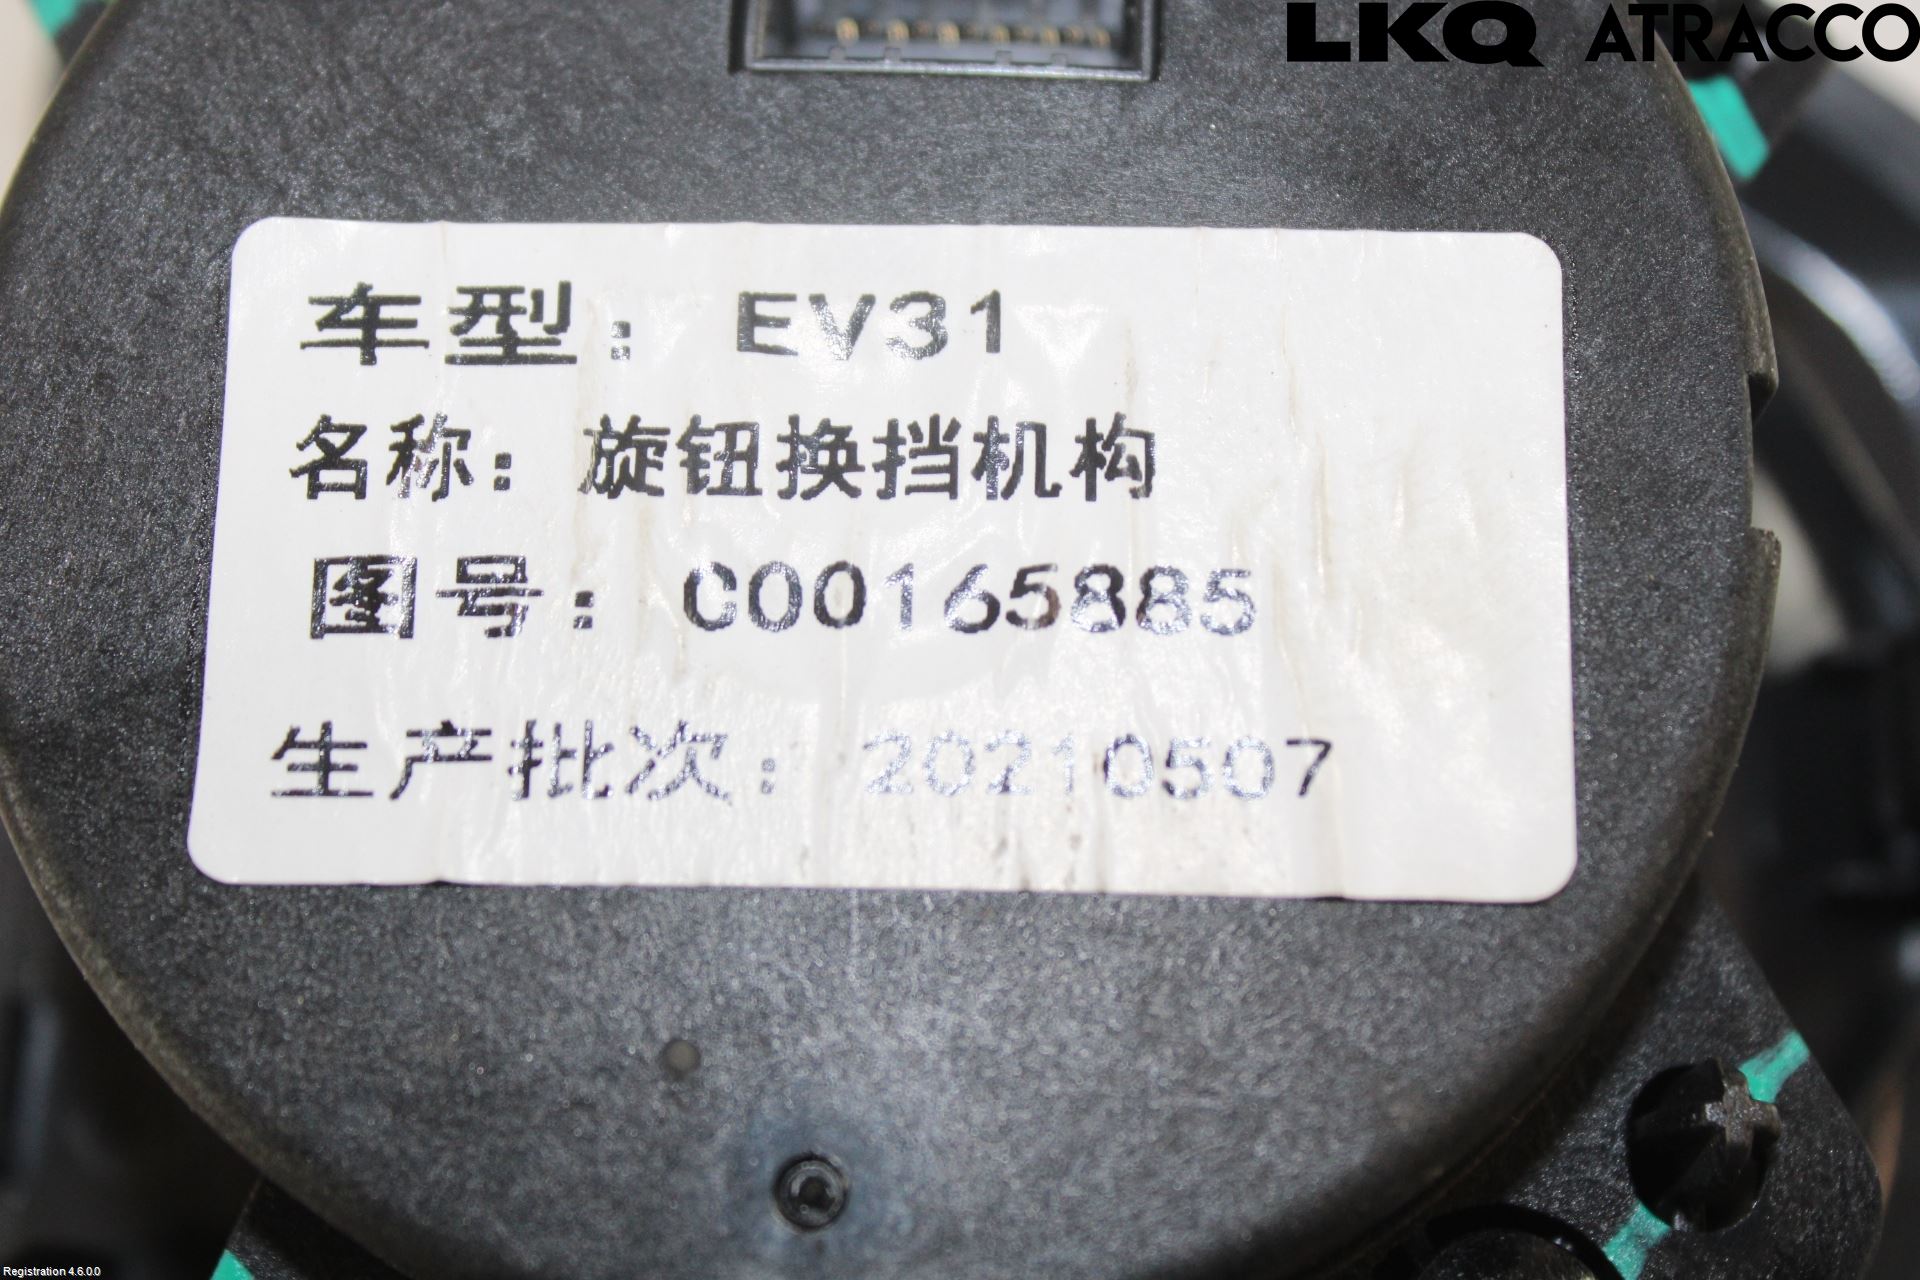 LKQ ATRACCO
车型：EV31
名称：旋钮换挡机构
图号：C00165885
生产批次：20210507
Registration 4.6.0.0